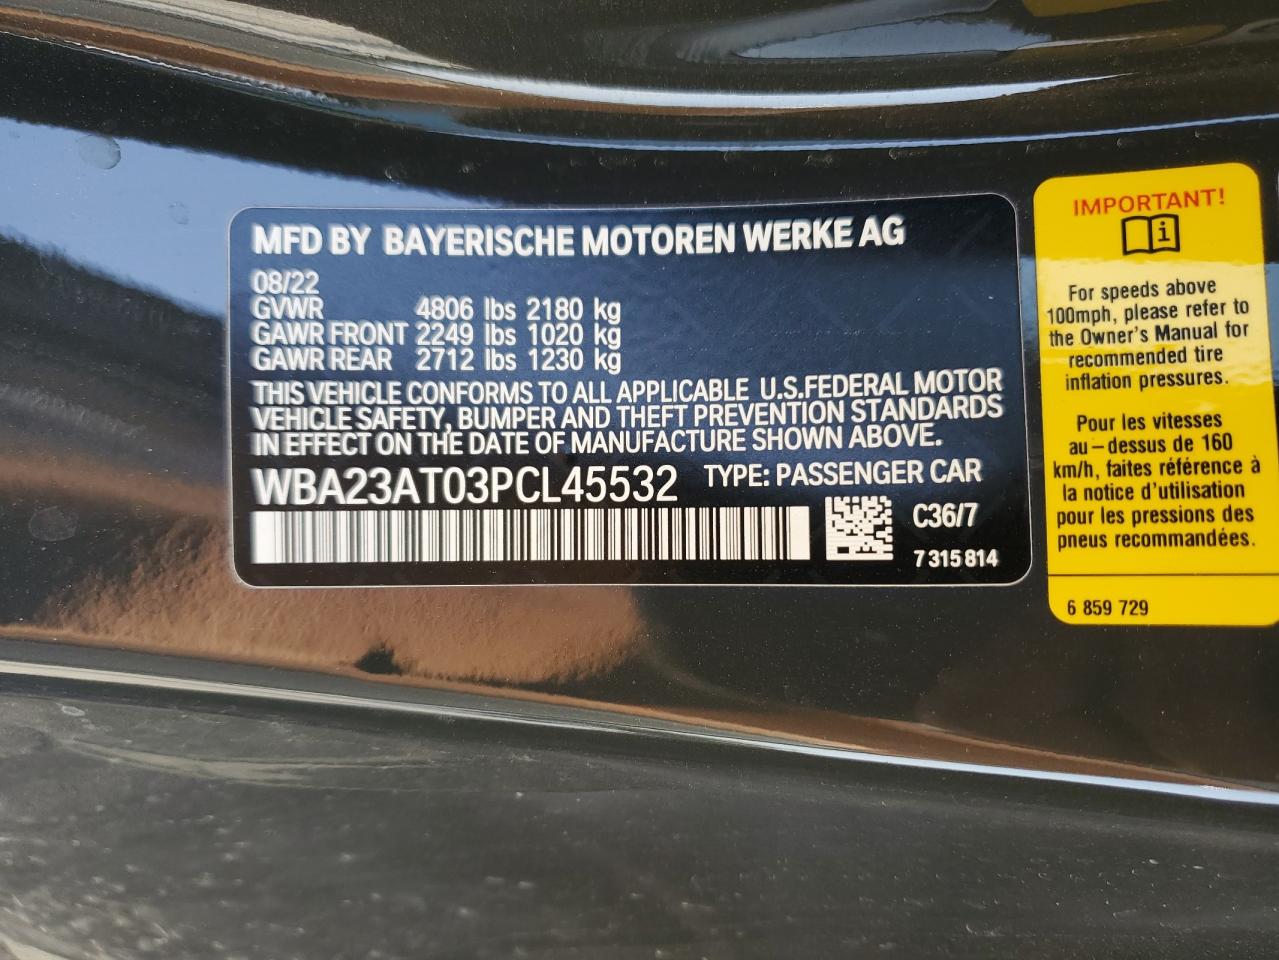 MFD BY BAYERISCHE MOTOREN WERKE AG
08/22
GVWR 4806 lbs 2180 kg
GAWR FRONT 2249 lbs 1020 kg
GAWR REAR 2712 lbs 1230 kg
THIS VEHICLE CONFORMS TO ALL APPLICABLE U.S.FEDERAL MOTOR
VEHICLE SAFETY, BUMPER AND THEFT PREVENTION STANDARDS
IN EFFECT ON THE DATE OF MANUFACTURE SHOWN ABOVE.
WBA23AT03PCL45532 TYPE: PASSENGER CAR
C36/7
7 315 814
IMPORTANT!
i
For speeds above
100mph, please refer to
the Owner's Manual for
recommended tire
inflation pressures.
Pour les vitesses
au-dessus de 160
km/h, faites référence à
la notice d'utilisation
pour les pressions des
pneus recommandées.
6 859 729